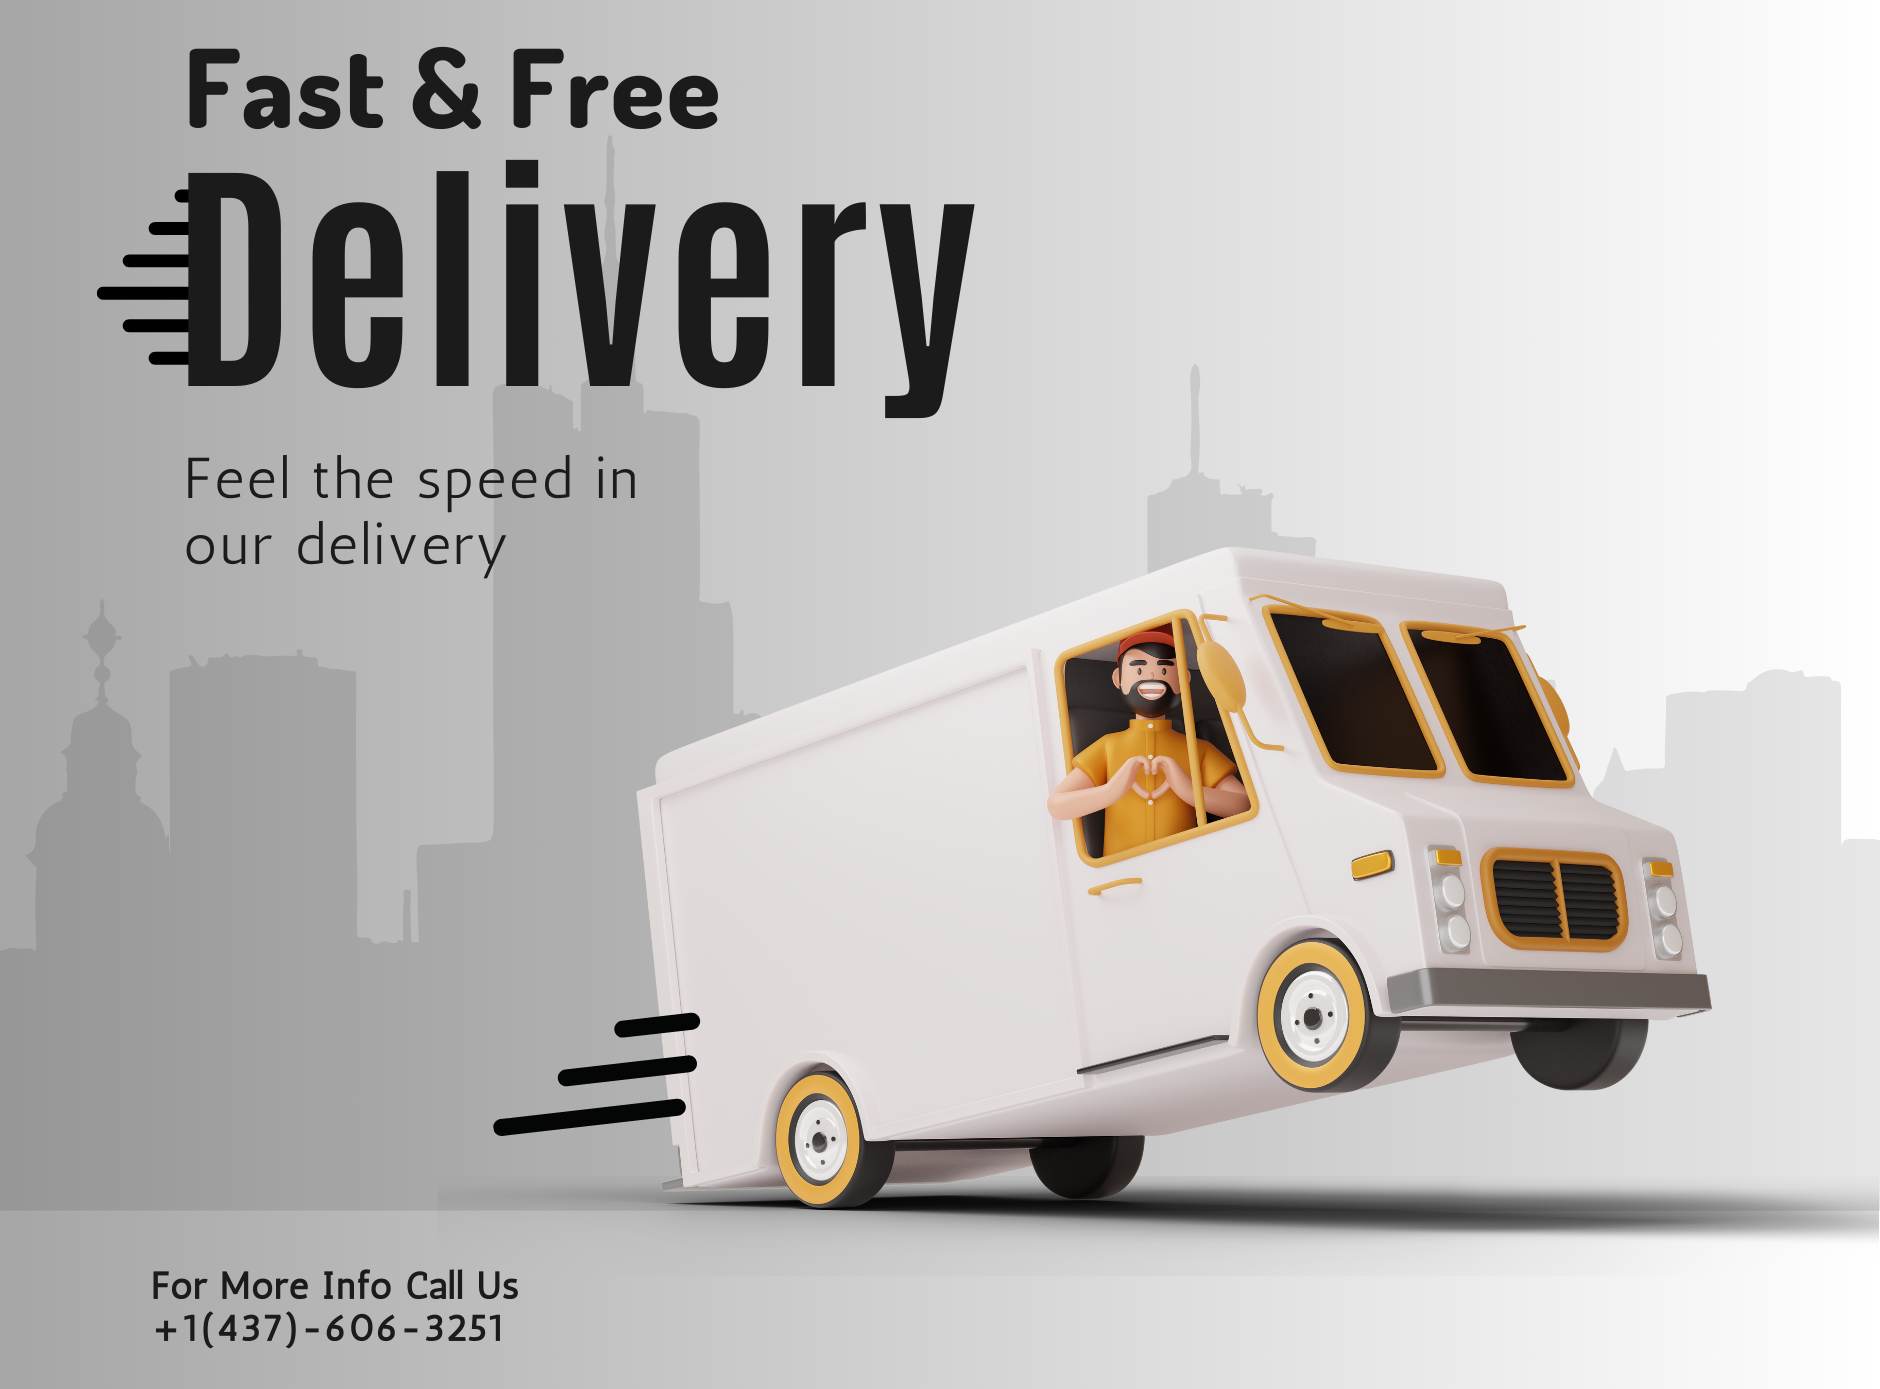 Fast & Free
Delivery
Feel the speed in
our delivery
For More Info Call Us
+1(437)-606-3251